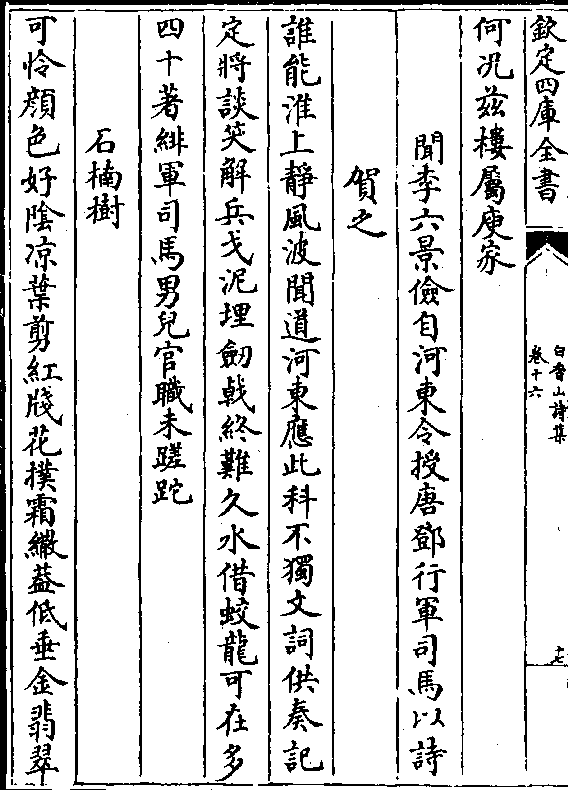 欽定四庫全書
白香山詩集
卷十六
十七
何况茲樓屬庾家
聞李六景儉自河東令授唐鄧行軍司馬以詩
賀之
誰能淮上靜風波聞道河東應此科不獨文詞供奏記
定將談笑解兵戈泥埋劒戟終難久水借蛟龍可在多
四十著緋軍司馬男兒官職未蹉跎
石楠樹
可怜顔色好陰凉葉剪紅牋花撲霜繖葢低垂金翡翠